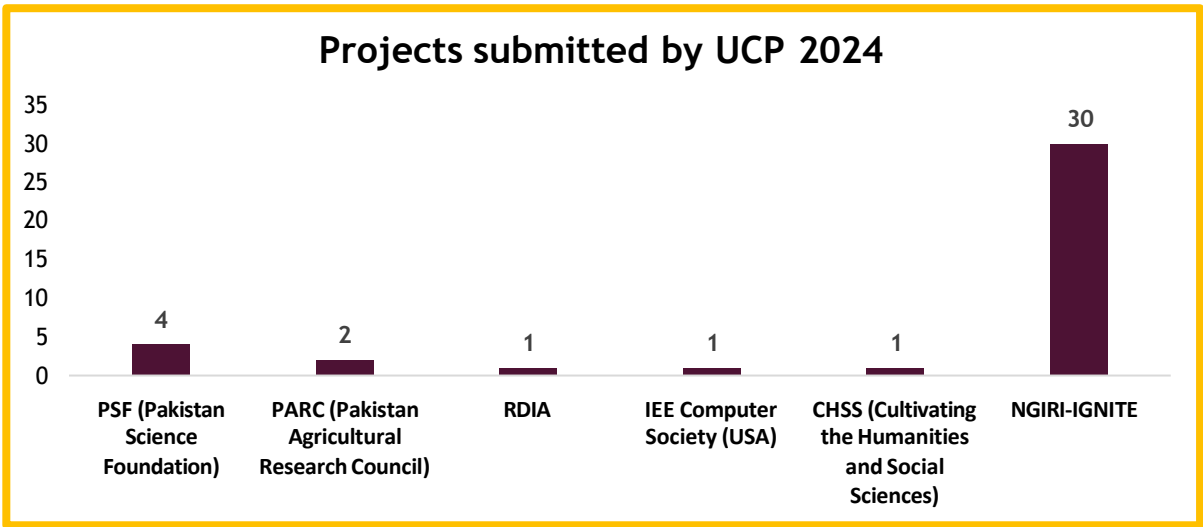 Projects submitted by UCP 2024
35
30
25
20
15
10
5
0
4
2
1
1
1
30
PSF (Pakistan
Science
Foundation)
PARC (Pakistan
Agricultural
Research Council)
RDIA
IEE Computer
Society (USA)
CHSS (Cultivating
the Humanities
and Social
Sciences)
NGIRI-IGNITE